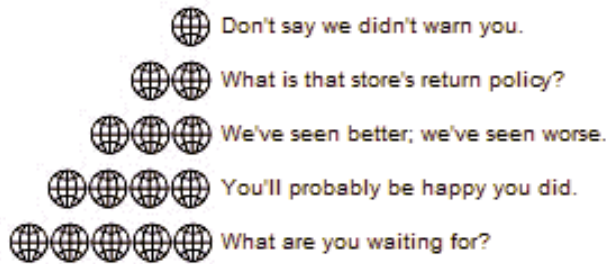 Don't say we didn't warn you.
What is that store's return policy?
We've seen better; we've seen worse.
You'll probably be happy you did.
What are you waiting for?